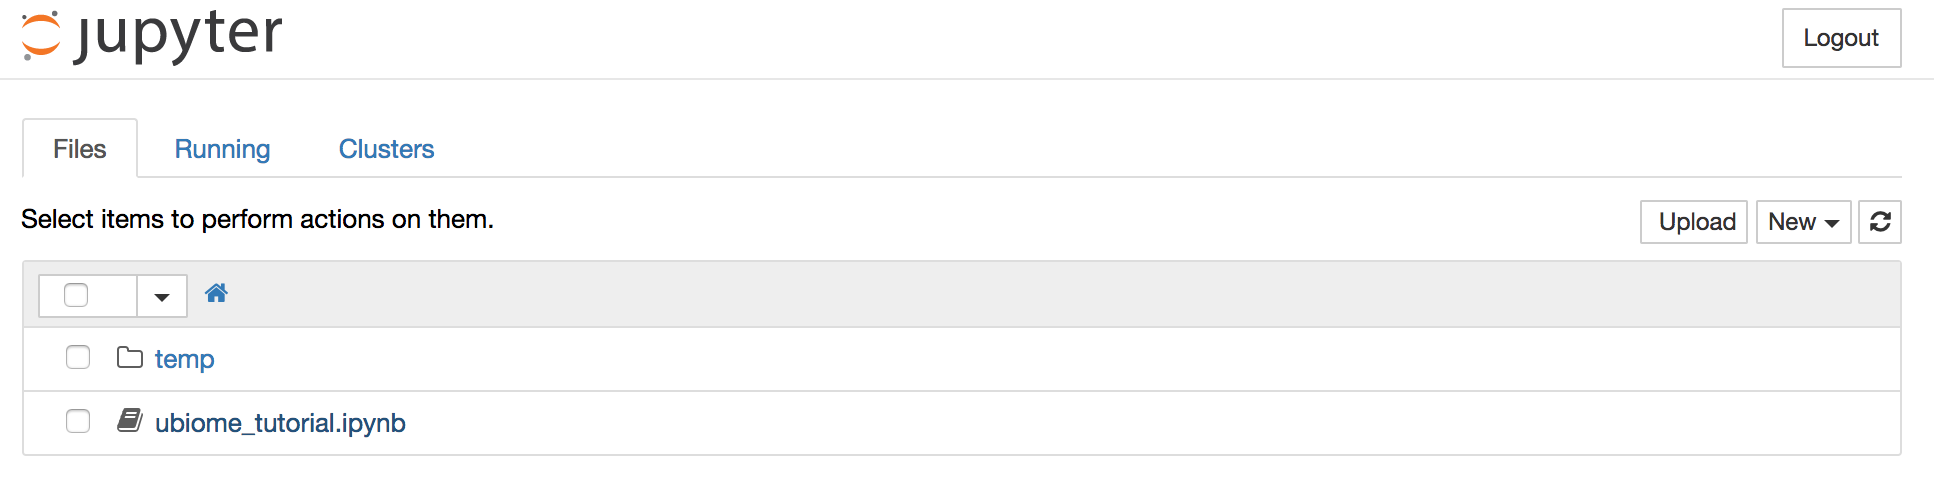 jupyter
Logout
Files Running Clusters
Select items to perform actions on them.
Upload New
temp
ubiome_tutorial.ipynb